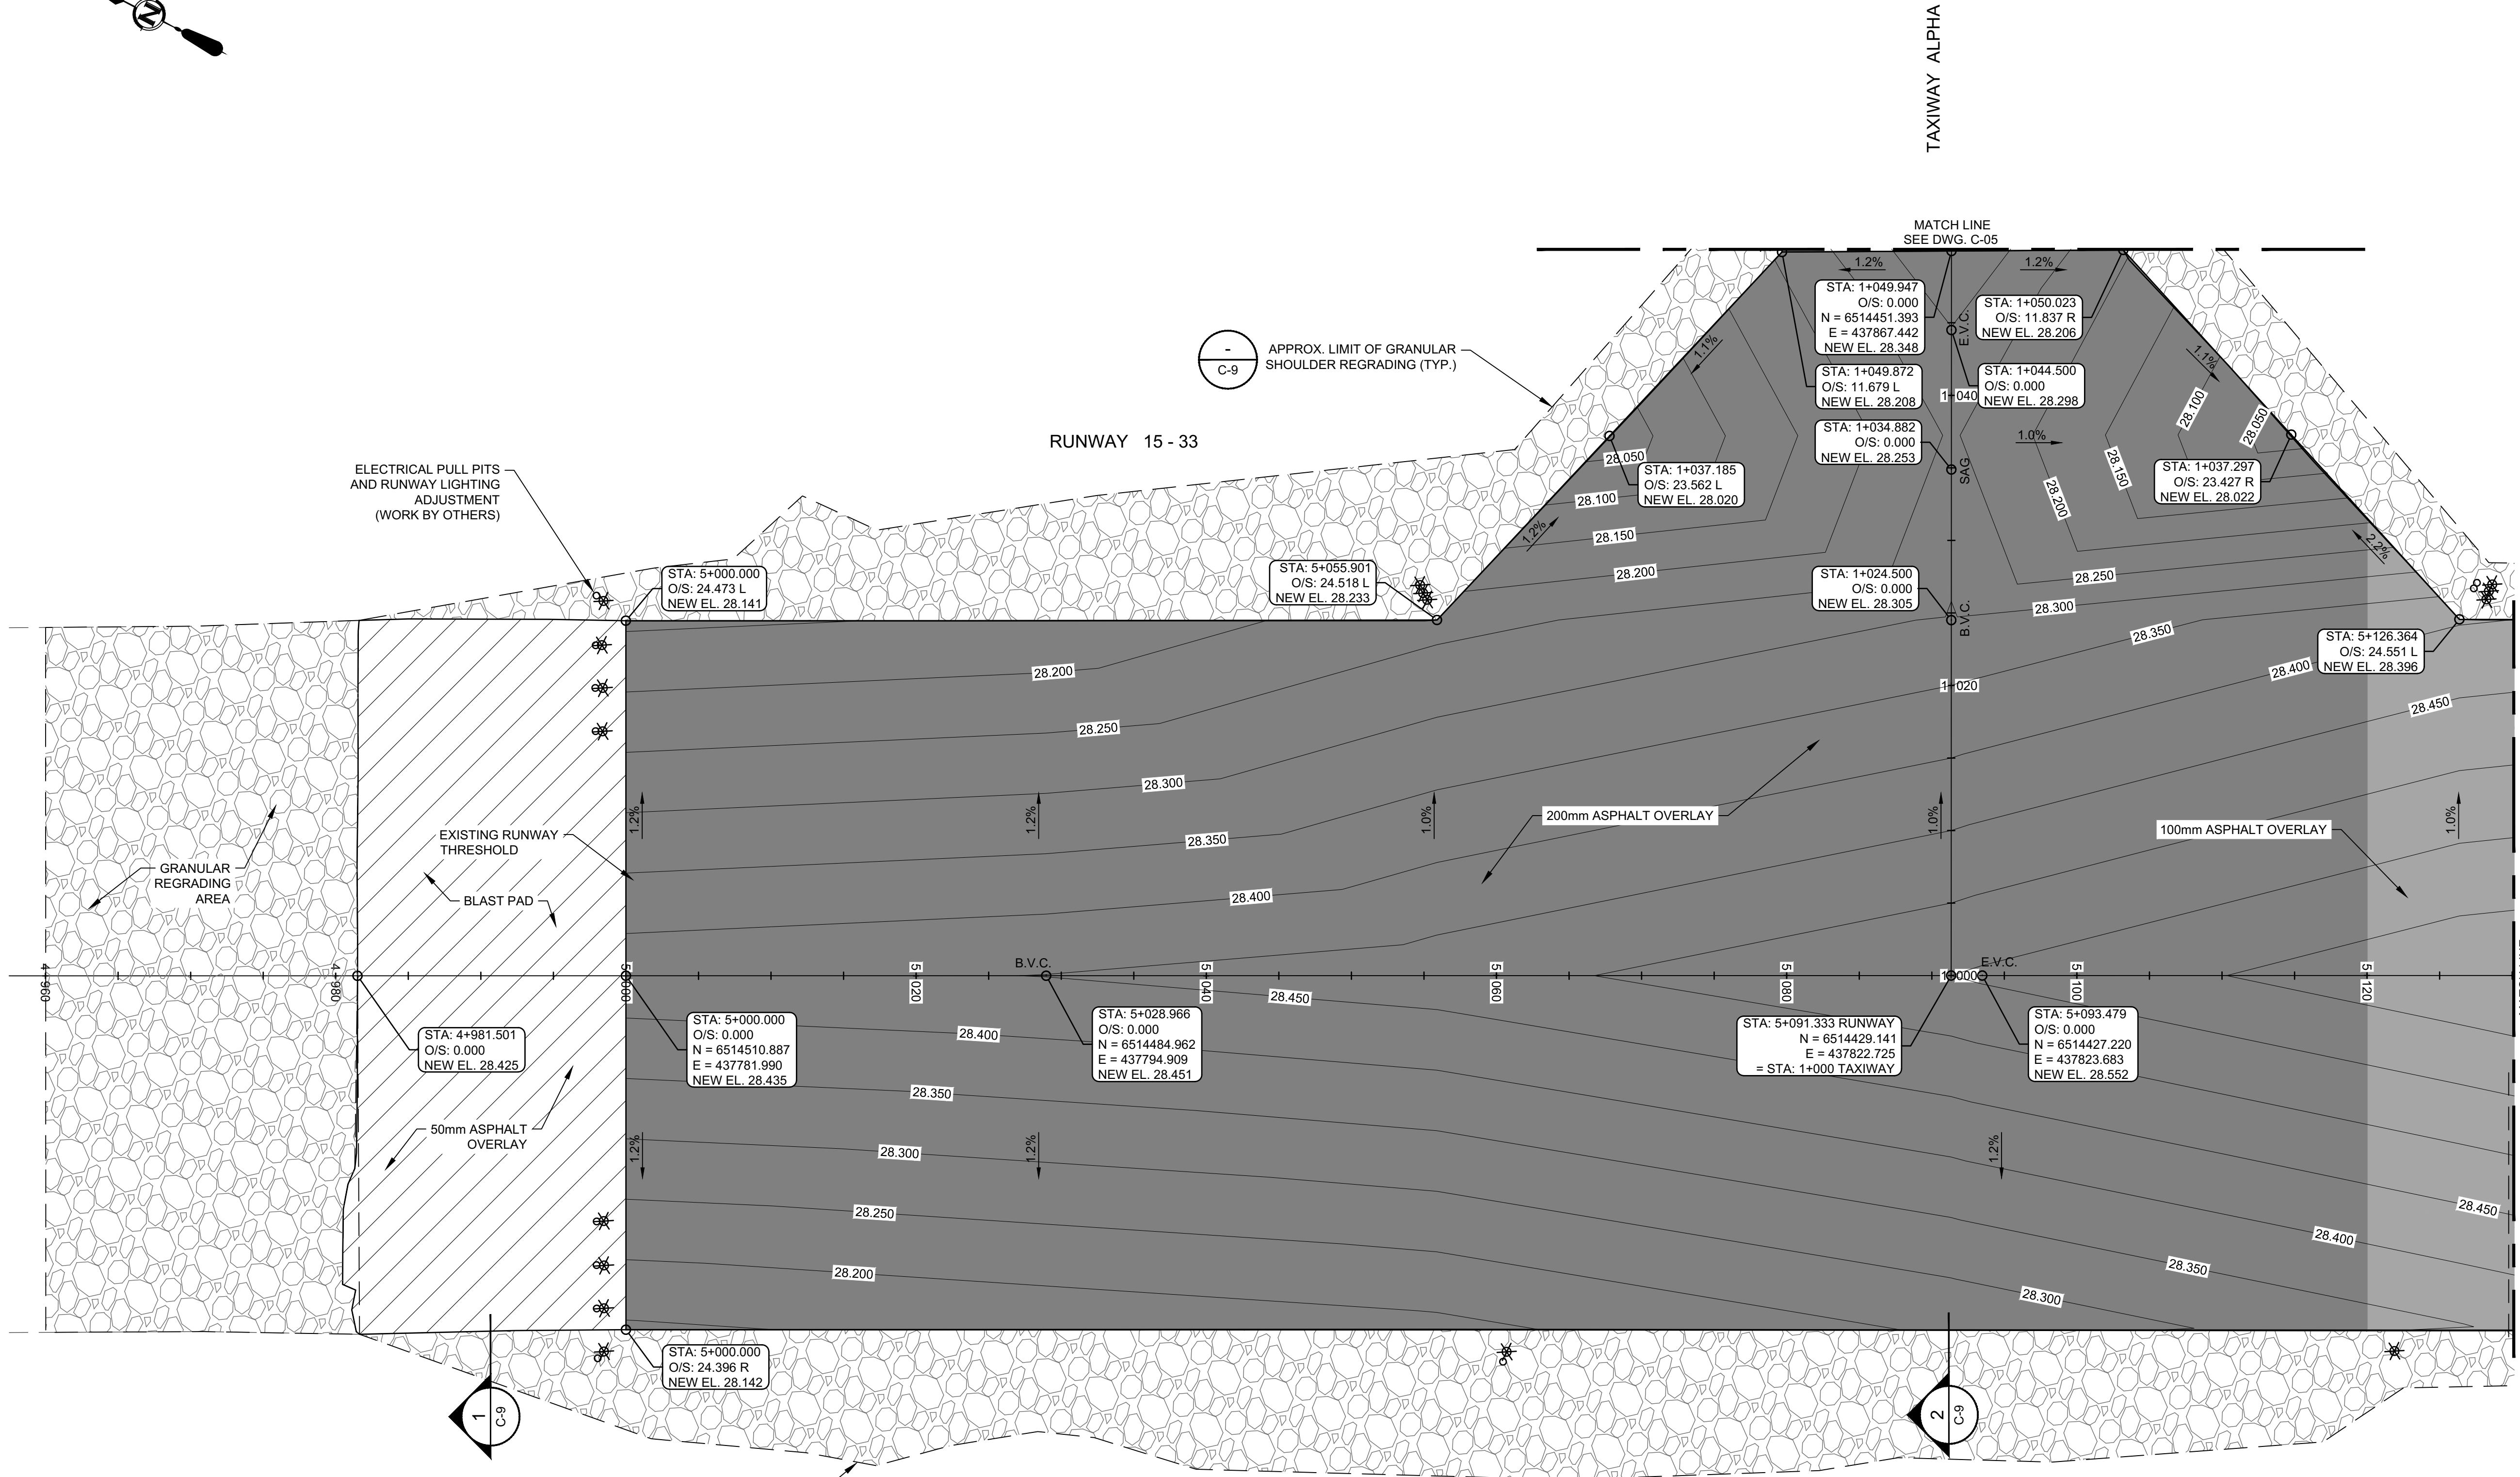 N
TAXIWAY ALPHA
MATCH LINE
SEE DWG. C-05
1.2%
1.2%
STA: 1+049.947
O/S: 0.000
N = 6514451.393
E = 437867.442
NEW EL. 28.348
STA: 1+050.023
O/S: 11.837 R
NEW EL. 28.206
E.V.C.
-
C-9
APPROX. LIMIT OF GRANULAR
SHOULDER REGRADING (TYP.)
1.1%
1.1%
STA: 1+049.872
O/S: 11.679 L
NEW EL. 28.208
STA: 1+044.500
O/S: 0.000
NEW EL. 28.298
1+040
28.100
28.050
RUNWAY 15 - 33
STA: 1+034.882
O/S: 0.000
NEW EL. 28.253
SAG
1.0%
28.050
28.150
STA: 1+037.185
O/S: 23.562 L
NEW EL. 28.020
STA: 1+037.297
O/S: 23.427 R
NEW EL. 28.022
28.200
ELECTRICAL PULL PITS
AND RUNWAY LIGHTING
ADJUSTMENT
(WORK BY OTHERS)
28.100
1.2%
28.150
2.2%
STA: 5+000.000
O/S: 24.473 L
NEW EL. 28.141
STA: 5+055.901
O/S: 24.518 L
NEW EL. 28.233
28.200
STA: 1+024.500
O/S: 0.000
NEW EL. 28.305
B.V.C.
28.250
28.300
28.350
STA: 5+126.364
O/S: 24.551 L
NEW EL. 28.396
28.200
28.400
1+020
28.450
28.250
28.300
1.2%
1.2%
1.0%
1.0%
1.0%
200mm ASPHALT OVERLAY
100mm ASPHALT OVERLAY
EXISTING RUNWAY
THRESHOLD
28.350
GRANULAR
REGRADING
AREA
BLAST PAD
28.400
B.V.C.
E.V.C.
4+960
4+980
5+000
5+020
5+040
5+060
5+080
1+000
5+100
5+120
28.450
STA: 4+981.501
O/S: 0.000
NEW EL. 28.425
STA: 5+000.000
O/S: 0.000
N = 6514510.887
E = 437781.990
NEW EL. 28.435
28.400
STA: 5+028.966
O/S: 0.000
N = 6514484.962
E = 437794.909
NEW EL. 28.451
STA: 5+091.333 RUNWAY
N = 6514429.141
E = 437822.725
= STA: 1+000 TAXIWAY
STA: 5+093.479
O/S: 0.000
N = 6514427.220
E = 437823.683
NEW EL. 28.552
28.350
50mm ASPHALT
OVERLAY
1.2%
28.300
1.2%
1.2%
28.250
28.450
28.400
28.200
28.350
28.300
STA: 5+000.000
O/S: 24.396 R
NEW EL. 28.142
1
C-9
2
C-9